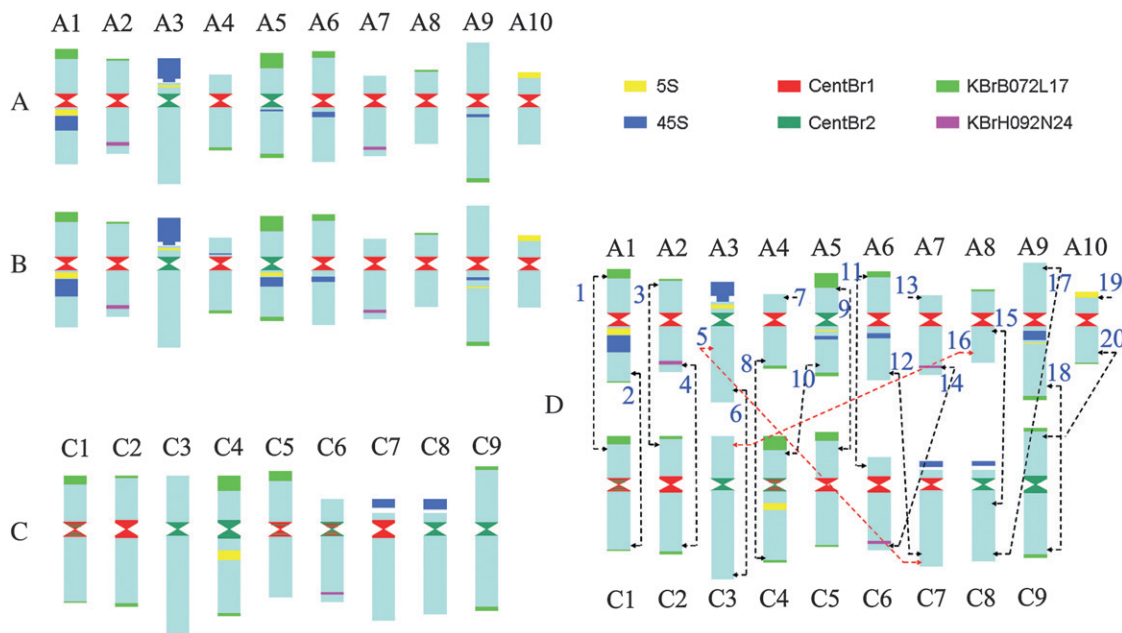 A1 A2 A3 A4 A5 A6 A7 A8 A9 A10
A
5S CentBr1 KBrB072L17
45S CentBr2 KBrH092N24
B
A1 A2 A3 A4 A5 A6 A7 A8 A9 A10
1 3 5 7 9 11 13 15 17 19
2 4 6 8 10 12 14 16 18 20
D
C1 C2 C3 C4 C5 C6 C7 C8 C9
C
C1 C2 C3 C4 C5 C6 C7 C8 C9